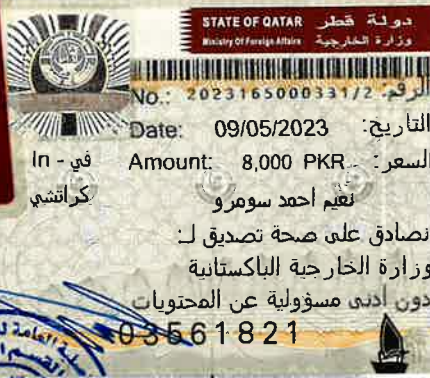 STATE OF QATAR دولة قطر
Ministry Of Foreign Affairs وزارة الخارجية
No.: 2023165000331/2 الرقم:
Date: 09/05/2023 التاريخ:
Amount: 8,000 PKR السعر:
In - في
كراتشي
نعيم احمد سومرو
نصادق على صحة تصديق لـ:
وزارة الخارجية الباكستانية
دون ادنى مسؤولية عن المحتويات
03561821
العامة
القسم